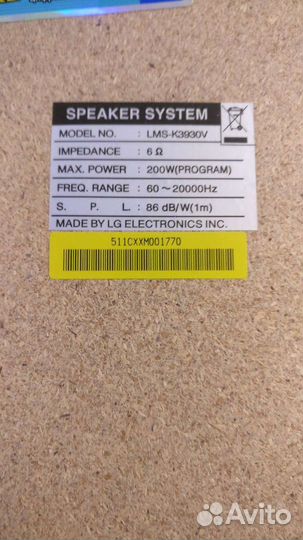 SPEAKER SYSTEM
MODEL NO. : LMS-K3930V
IMPEDANCE : 6 Ω
MAX. POWER : 200W(PROGRAM)
FREQ. RANGE : 60 ~ 20000Hz
S. P. L. : 86 dB/W(1m)
MADE BY LG ELECTRONICS INC.
511CXXM001770
Avito